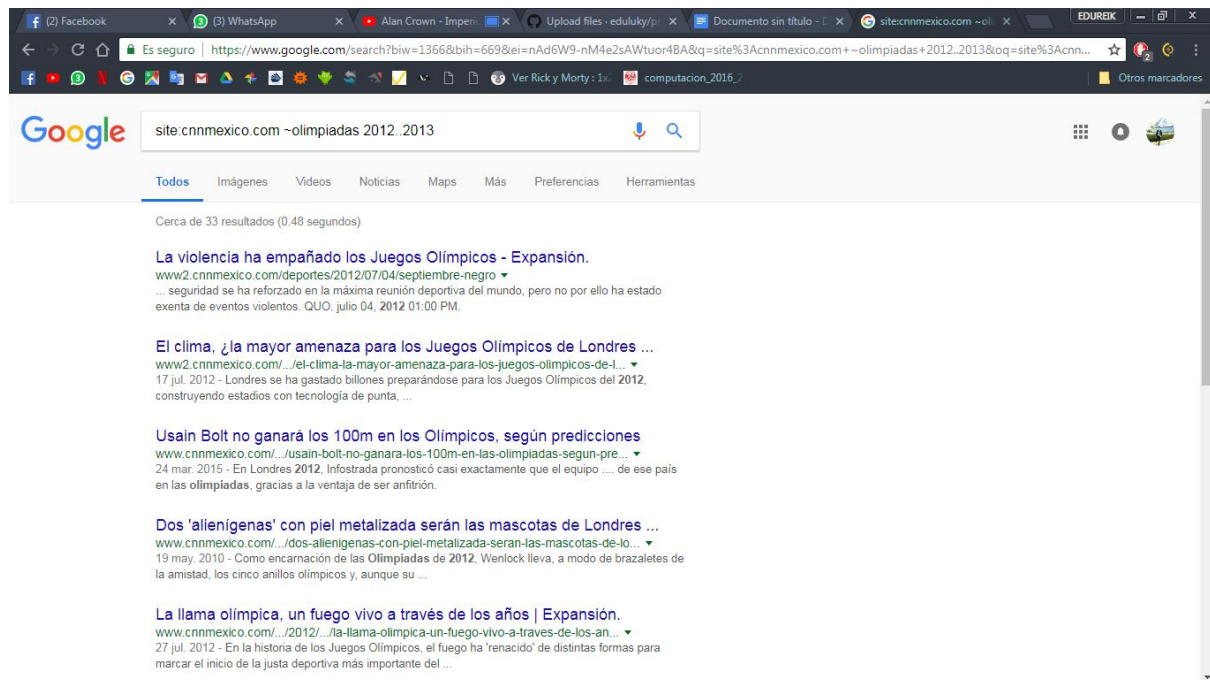 (2) Facebook
(3) WhatsApp
Alan Crown - Imperi
Upload files · eduluky/p
Documento sin título - D
site:cnnmexico.com ~oli
EDUREIK
Es seguro | https://www.google.com/search?biw=1366&bih=669&ei=nAd6W9-nM4e2sAWtuor4BA&q=site%3Acnnmexico.com+~olimpiadas+2012..2013&oq=site%3Acnn...
Ver Rick y Morty : 1x
computacion_2016_2
Otros marcadores
Google
site:cnnmexico.com ~olimpiadas 2012..2013
Todos Imágenes Videos Noticias Maps Más Preferencias Herramientas
Cerca de 33 resultados (0.48 segundos)
La violencia ha empañado los Juegos Olímpicos - Expansión.
www2.cnnmexico.com/deportes/2012/07/04/septiembre-negro
... seguridad se ha reforzado en la máxima reunión deportiva del mundo, pero no por ello ha estado
exenta de eventos violentos. QUO. julio 04, 2012 01:00 PM.
El clima, ¿la mayor amenaza para los Juegos Olímpicos de Londres ...
www2.cnnmexico.com/.../el-clima-la-mayor-amenaza-para-los-juegos-olimpicos-de-l...
17 jul. 2012 - Londres se ha gastado billones preparándose para los Juegos Olímpicos del 2012,
construyendo estadios con tecnología de punta, ...
Usain Bolt no ganará los 100m en los Olímpicos, según predicciones
www.cnnmexico.com/.../usain-bolt-no-ganara-los-100m-en-las-olimpiadas-segun-pre...
24 mar. 2015 - En Londres 2012, Infostrada pronosticó casi exactamente que el equipo .... de ese país
en las olimpiadas, gracias a la ventaja de ser anfitrión.
Dos 'alienígenas' con piel metalizada serán las mascotas de Londres ...
www.cnnmexico.com/.../dos-alienigenas-con-piel-metalizada-seran-las-mascotas-de-lo...
19 may. 2010 - Como encarnación de las Olimpiadas de 2012, Wenlock lleva, a modo de brazaletes de
la amistad, los cinco anillos olímpicos y, aunque su ...
La llama olímpica, un fuego vivo a través de los años | Expansión.
www.cnnmexico.com/.../2012/.../la-llama-olimpica-un-fuego-vivo-a-traves-de-los-an...
27 jul. 2012 - En la historia de los Juegos Olímpicos, el fuego ha 'renacido' de distintas formas para
marcar el inicio de la justa deportiva más importante del ...